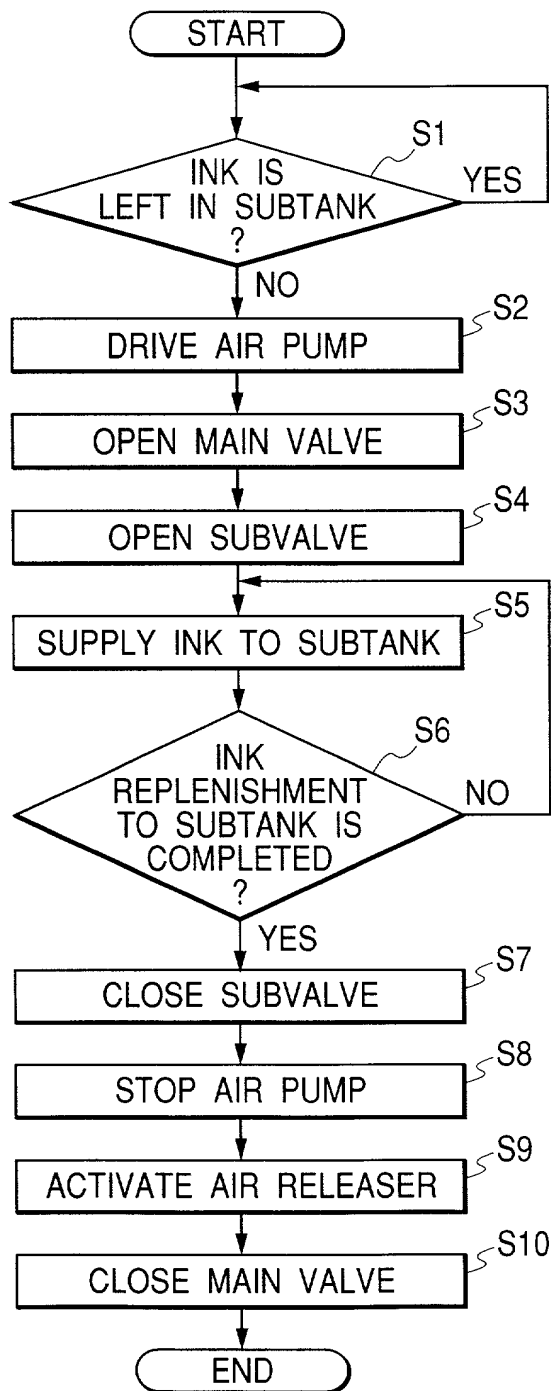 START
S1
INK IS
LEFT IN SUBTANK
?
YES
NO
S2
DRIVE AIR PUMP
S3
OPEN MAIN VALVE
S4
OPEN SUBVALVE
S5
SUPPLY INK TO SUBTANK
S6
INK
REPLENISHMENT
TO SUBTANK IS
COMPLETED
?
NO
YES
S7
CLOSE SUBVALVE
S8
STOP AIR PUMP
S9
ACTIVATE AIR RELEASER
S10
CLOSE MAIN VALVE
END